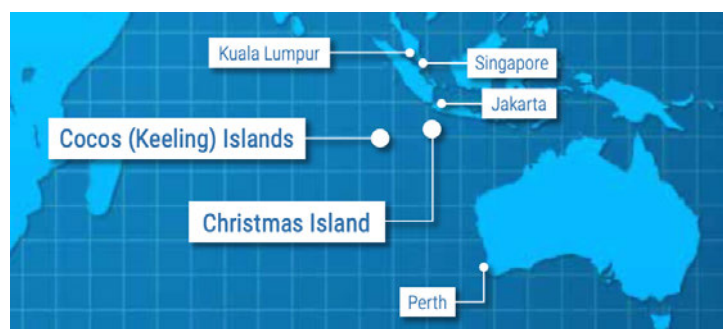 Kuala Lumpur
Singapore
Jakarta
Cocos (Keeling) Islands
Christmas Island
Perth